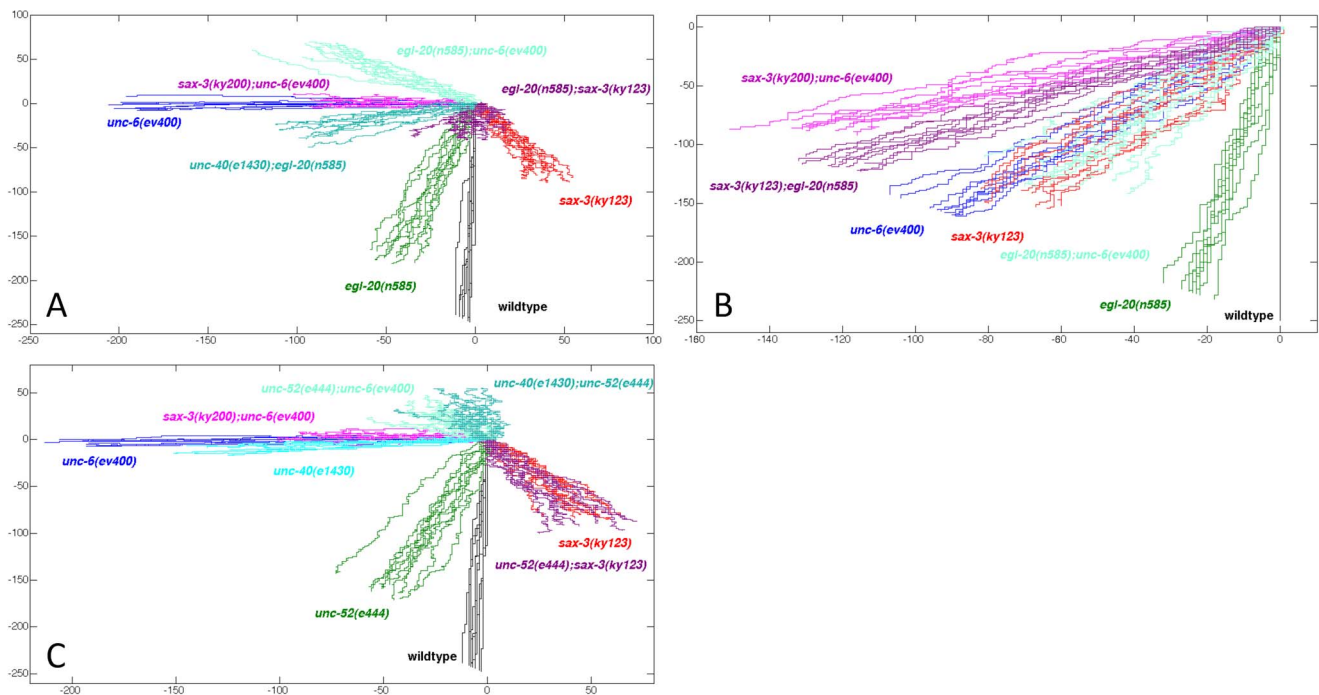 100
50
0
-50
-100
-150
-200
-250
-250 -200 -150 -100 -50 0 50 100
egl-20(n585);unc-6(ev400)
sax-3(ky200);unc-6(ev400)
egl-20(n585);sax-3(ky123)
unc-6(ev400)
unc-40(e1430);egl-20(n585)
sax-3(ky123)
egl-20(n585)
wildtype
A
0
-50
-100
-150
-200
-250
-160 -140 -120 -100 -80 -60 -40 -20 0
sax-3(ky200);unc-6(ev400)
sax-3(ky123);egl-20(n585)
unc-6(ev400)
sax-3(ky123)
egl-20(n585);unc-6(ev400)
egl-20(n585)
wildtype
B
50
0
-50
-100
-150
-200
-250
-200 -150 -100 -50 0 50
unc-52(e444);unc-6(ev400)
unc-40(e1430);unc-52(e444)
sax-3(ky200);unc-6(ev400)
unc-6(ev400)
unc-40(e1430)
sax-3(ky123)
unc-52(e444);sax-3(ky123)
unc-52(e444)
wildtype
C